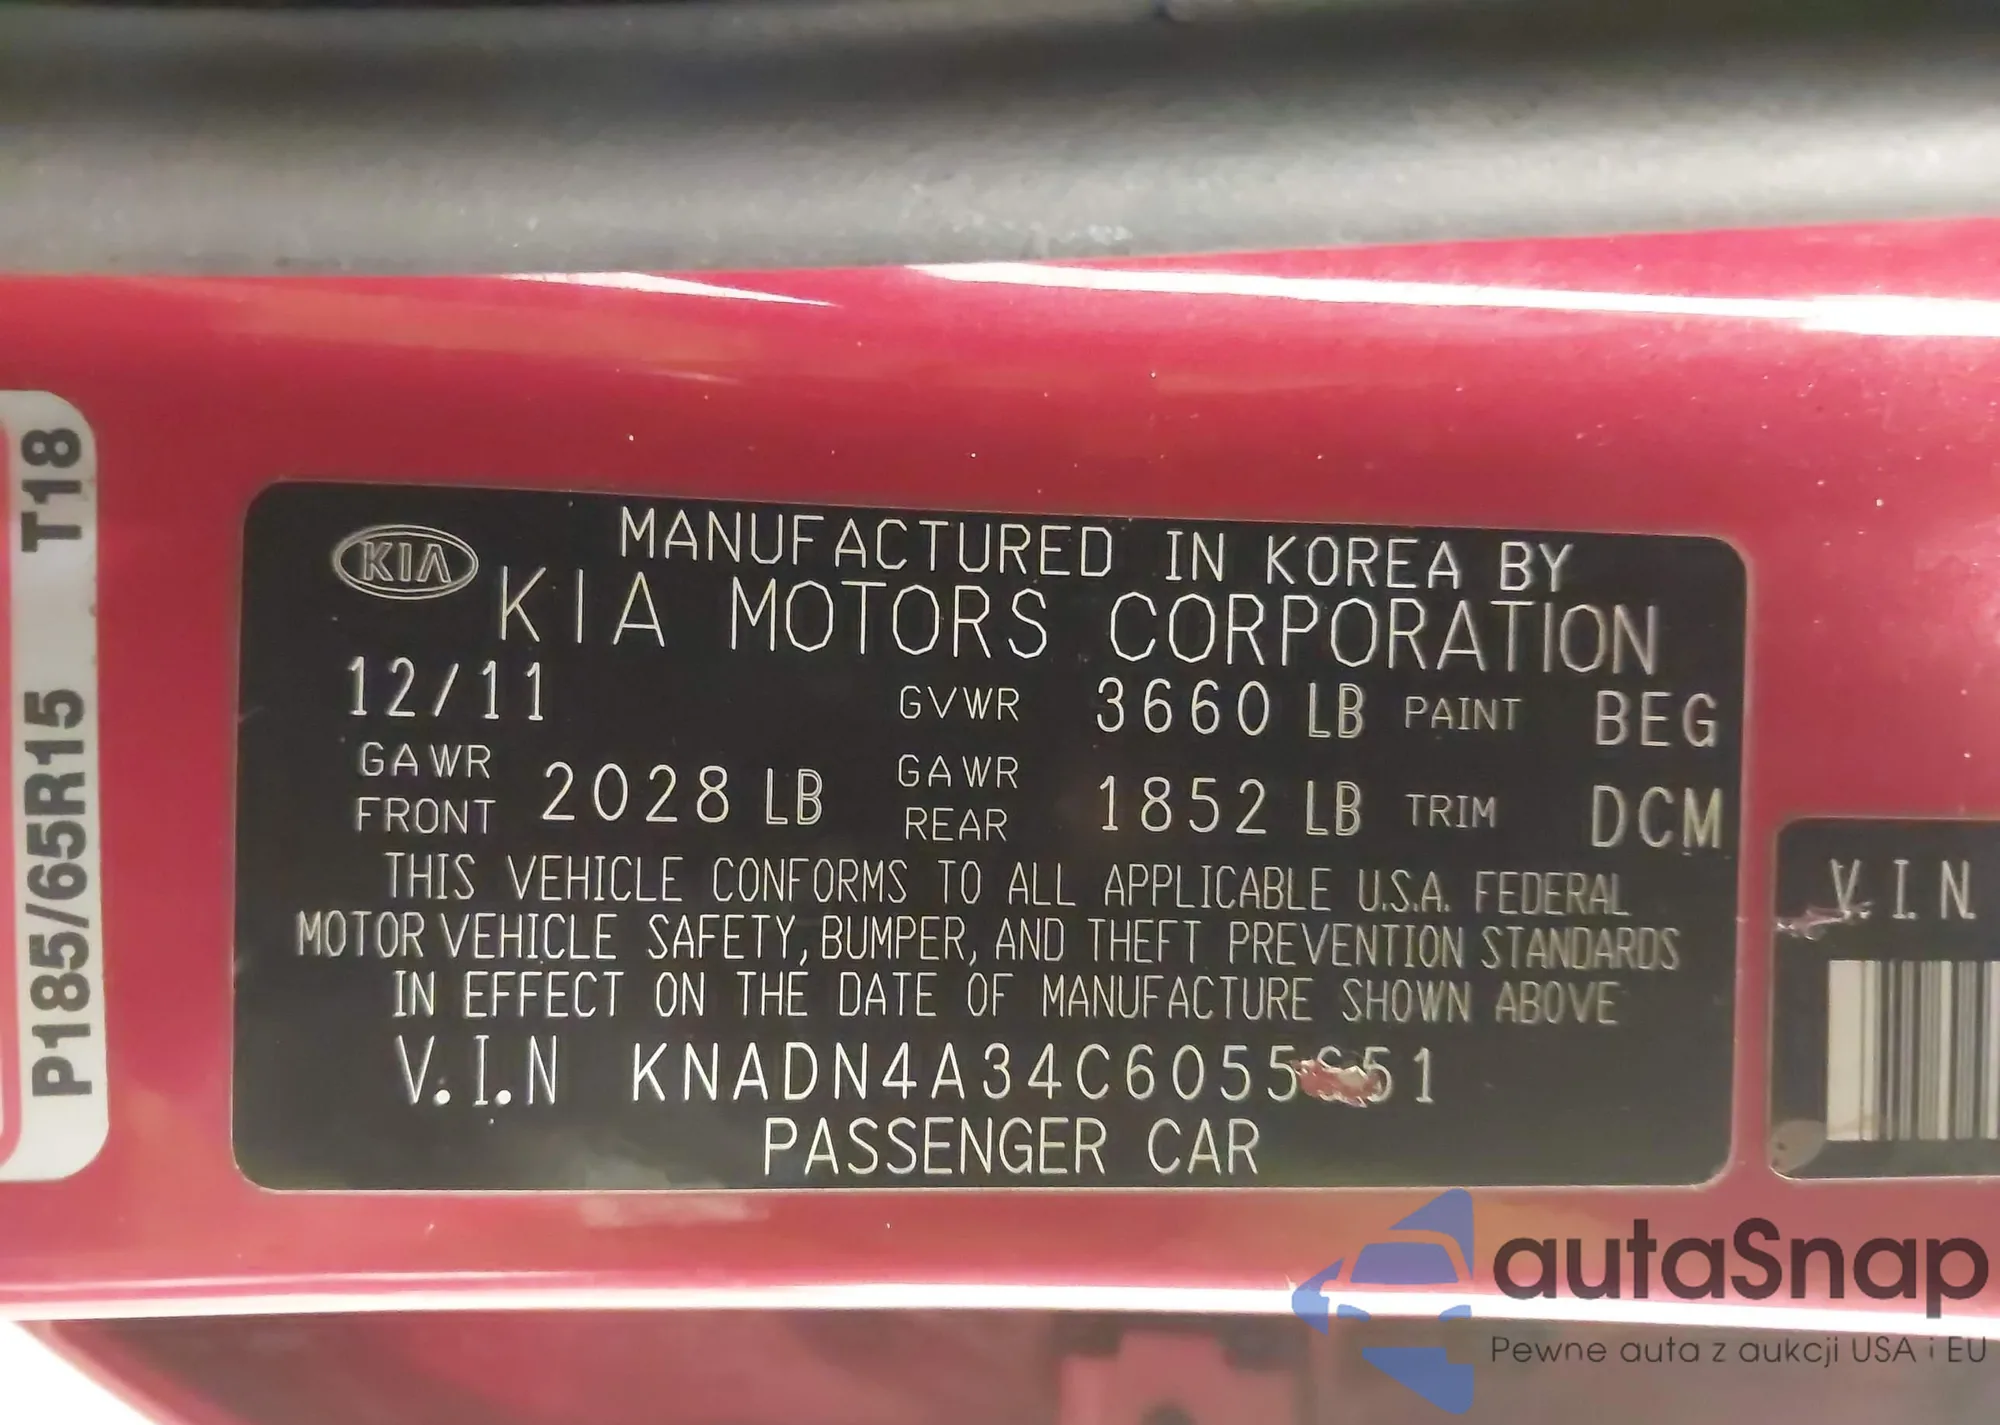 P185/65R15 T18
KIA
MANUFACTURED IN KOREA BY
KIA MOTORS CORPORATION
12/11 GVWR 3660 LB PAINT BEG
GAWR FRONT 2028 LB GAWR REAR 1852 LB TRIM DCM
THIS VEHICLE CONFORMS TO ALL APPLICABLE U.S.A. FEDERAL
MOTOR VEHICLE SAFETY, BUMPER, AND THEFT PREVENTION STANDARDS
IN EFFECT ON THE DATE OF MANUFACTURE SHOWN ABOVE
V.I.N
PASSENGER CAR
V.I.N.
autaSnap
Pewne auta z aukcji USA i EU